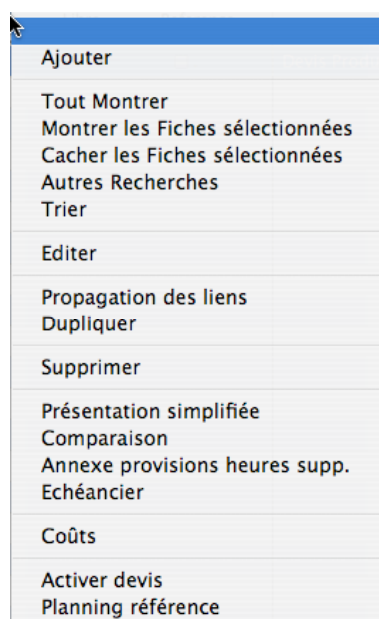 Ajouter
Tout Montrer
Montrer les Fiches sélectionnées
Cacher les Fiches sélectionnées
Autres Recherches
Trier
Editer
Propagation des liens
Dupliquer
Supprimer
Présentation simplifiée
Comparaison
Annexe provisions heures supp.
Echéancier
Coûts
Activer devis
Planning référence